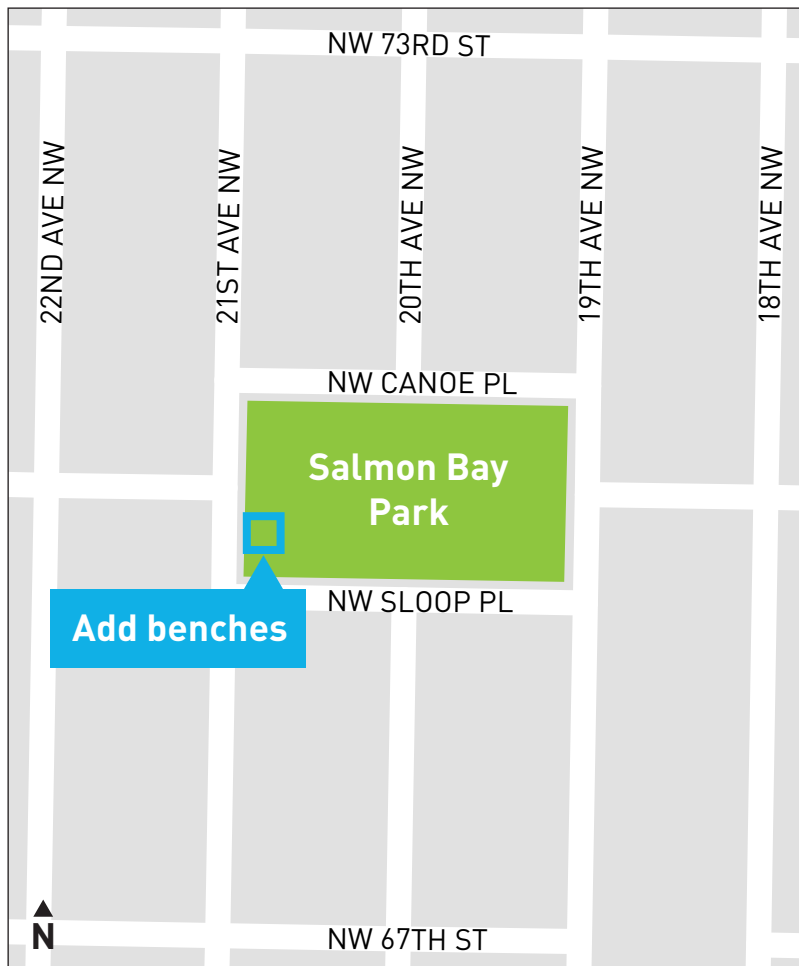 NW 73RD ST
22ND AVE NW
21ST AVE NW
20TH AVE NW
19TH AVE NW
18TH AVE NW
NW CANOE PL
Salmon Bay
Park
Add benches
NW SLOOP PL
N
NW 67TH ST